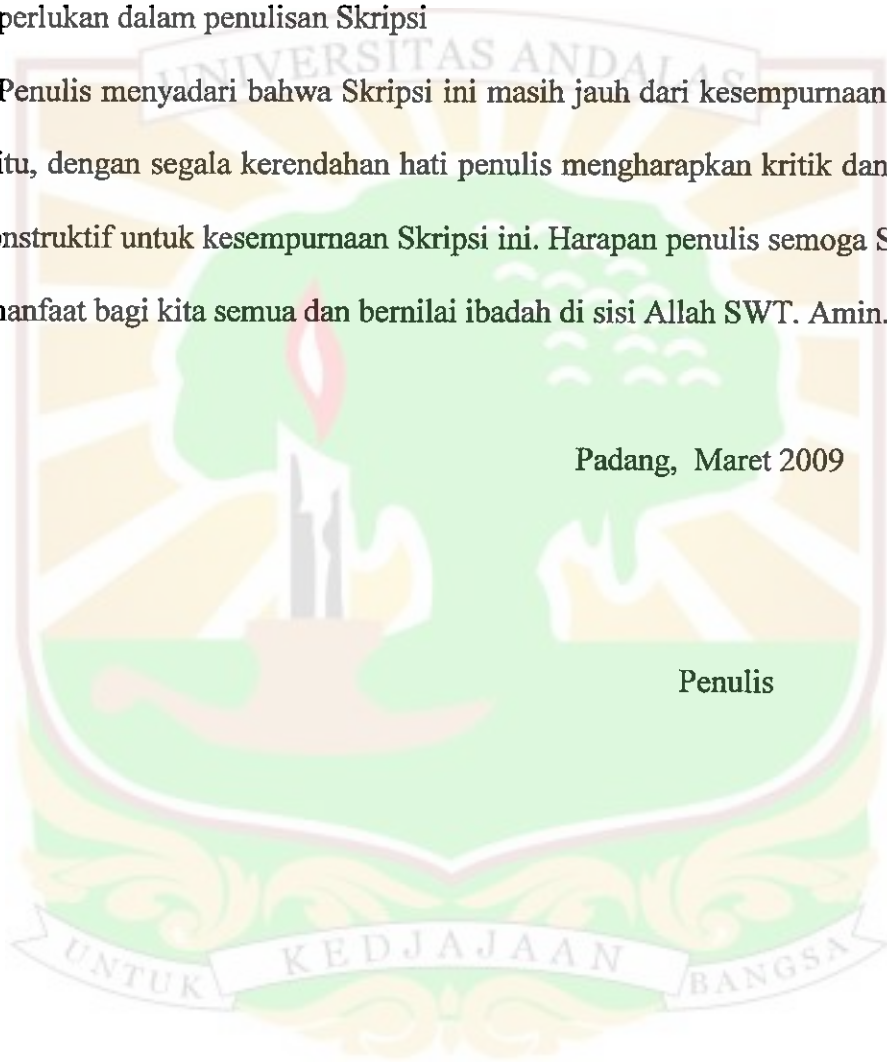 perlukan dalam penulisan Skripsi
UNIVERSITAS ANDALAS
Penulis menyadari bahwa Skripsi ini masih jauh dari kesempurnaan
itu, dengan segala kerendahan hati penulis mengharapkan kritik dan
onstruktif untuk kesempurnaan Skripsi ini. Harapan penulis semoga S
nanfaat bagi kita semua dan bernilai ibadah di sisi Allah SWT. Amin.
Padang, Maret 2009
Penulis
UNTUK KEDJAJAAN BANGSA